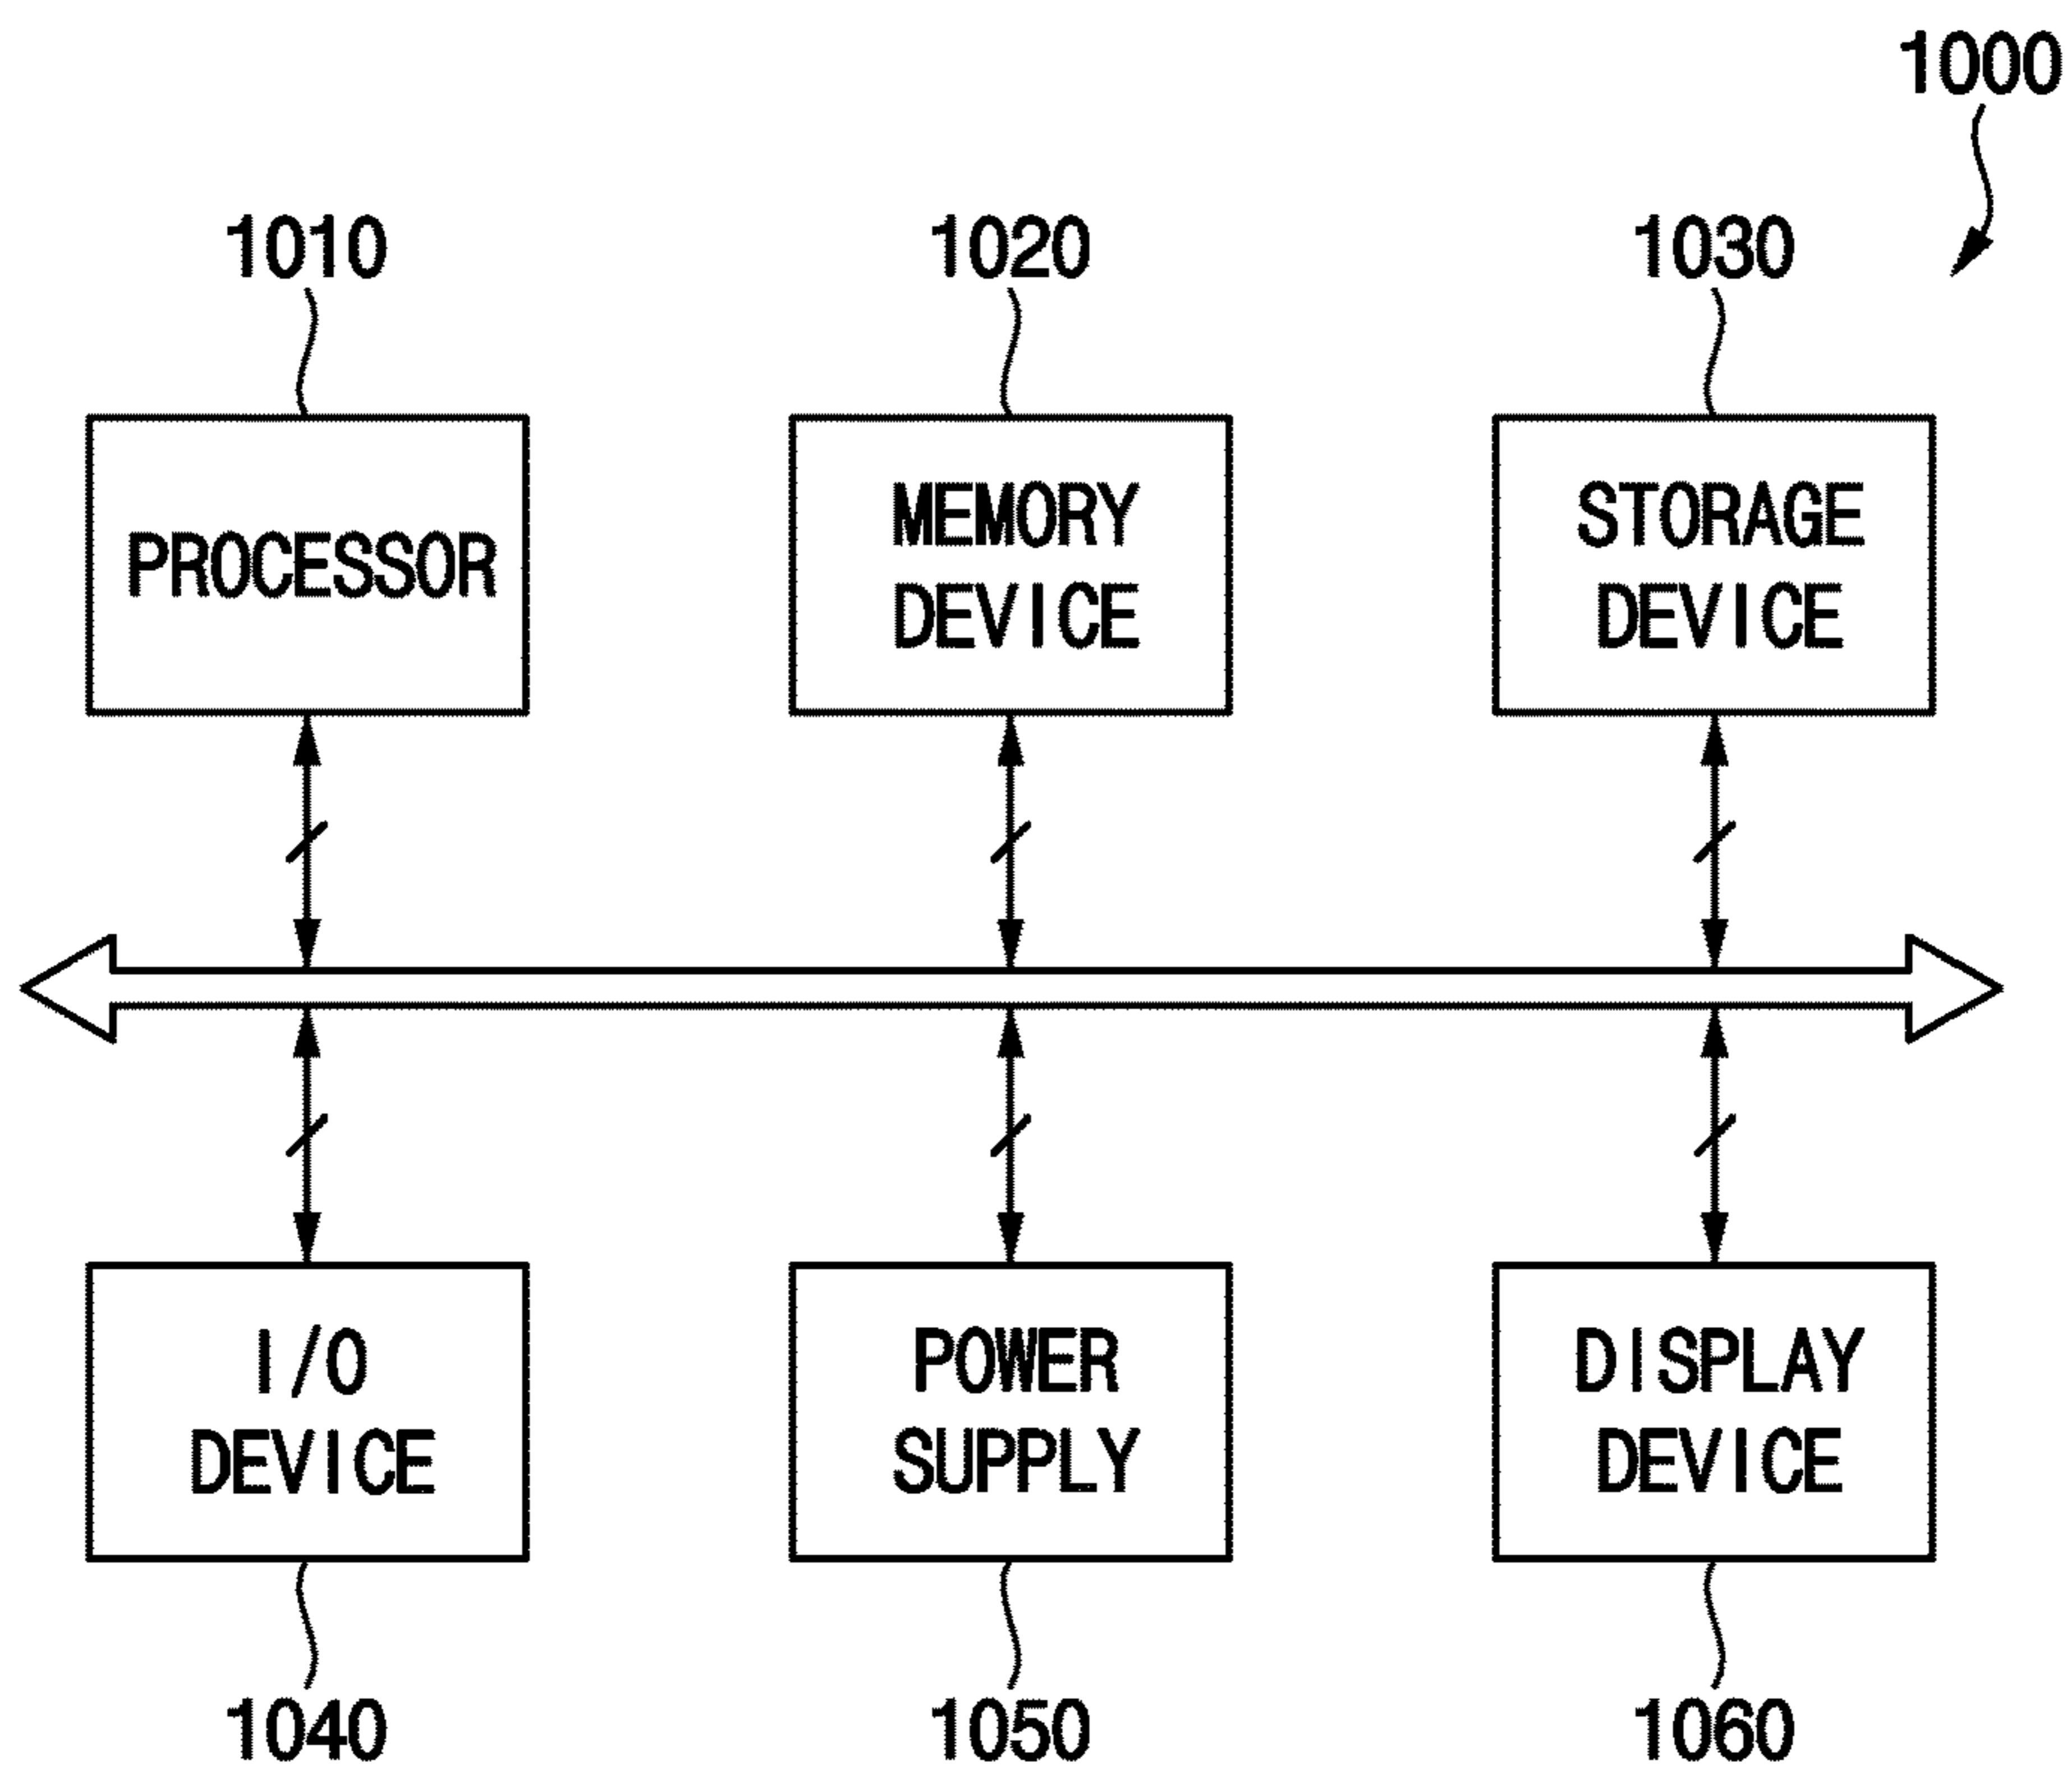 1000
1010
1020
1030
PROCESSOR
MEMORY
DEVICE
STORAGE
DEVICE
I/O
DEVICE
POWER
SUPPLY
DISPLAY
DEVICE
1040
1050
1060